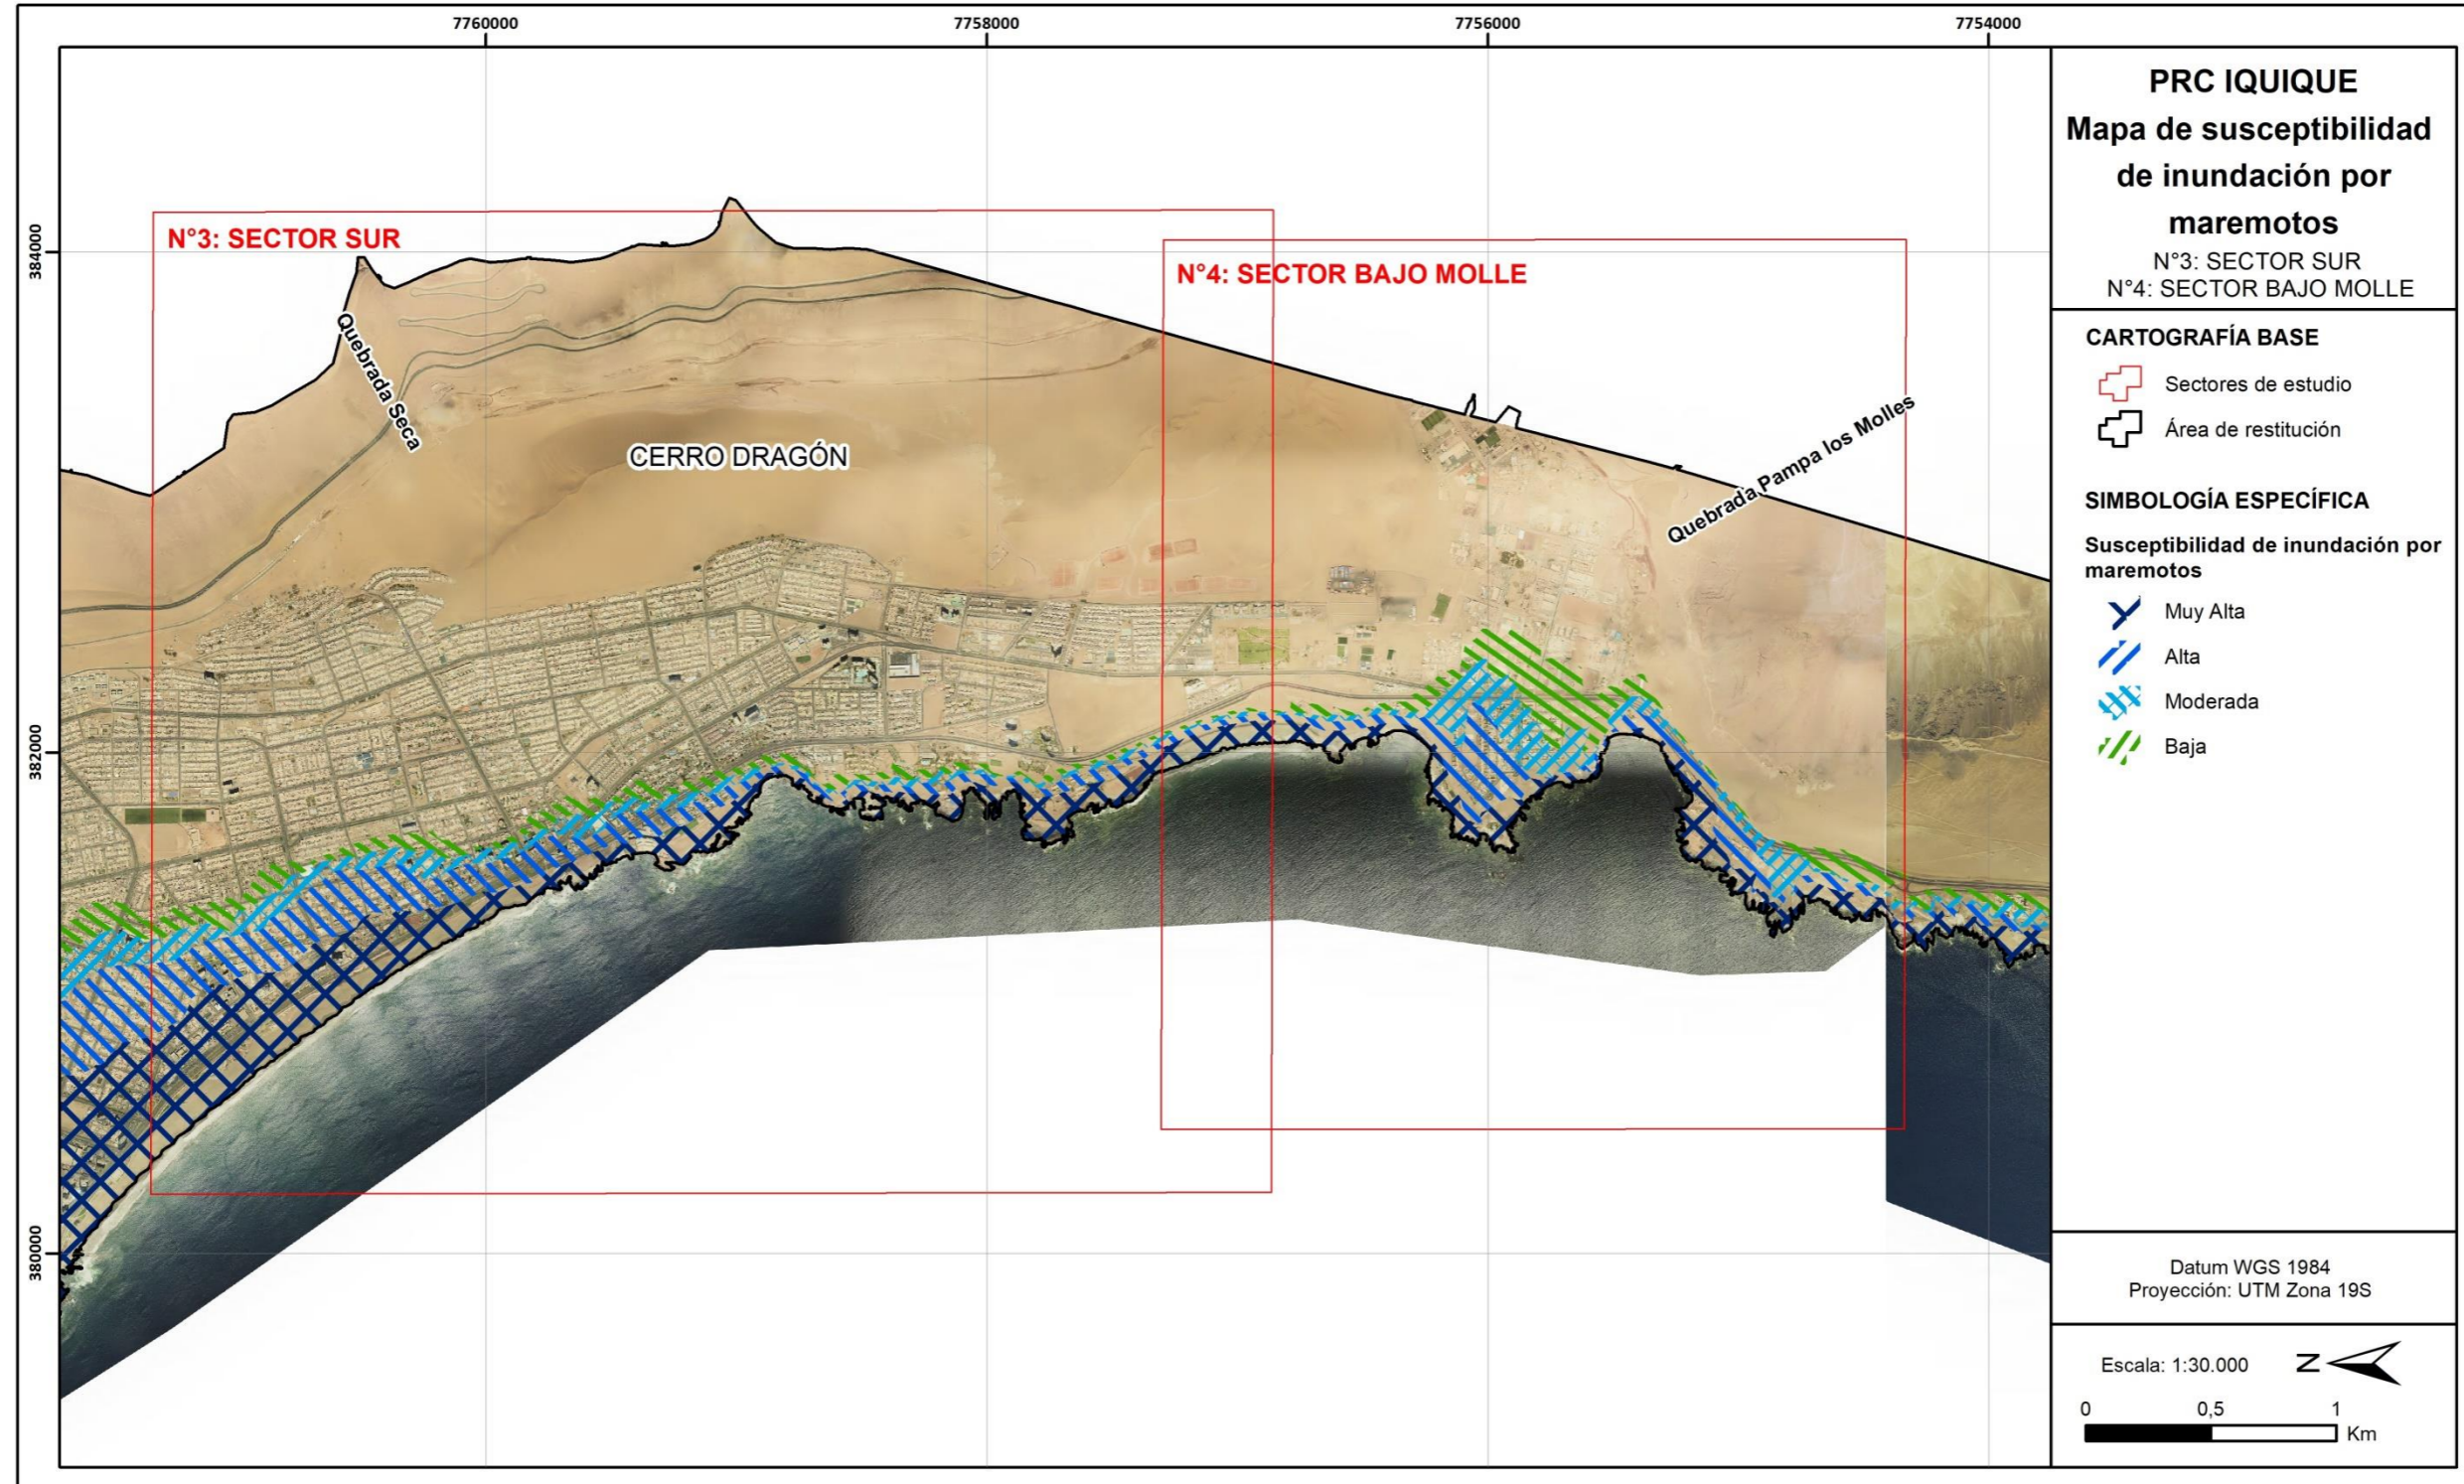 7760000
7758000
7756000
7754000
384000
382000
380000
N°3: SECTOR SUR
N°4: SECTOR BAJO MOLLE
Quebrada Seca
CERRO DRAGÓN
Quebrada Pampa los Molles
PRC IQUIQUE
Mapa de susceptibilidad
de inundación por
maremotos
N°3: SECTOR SUR
N°4: SECTOR BAJO MOLLE
CARTOGRAFÍA BASE
Sectores de estudio
Área de restitución
SIMBOLOGÍA ESPECÍFICA
Susceptibilidad de inundación por
maremotos
Muy Alta
Alta
Moderada
Baja
Datum WGS 1984
Proyección: UTM Zona 19S
Escala: 1:30.000
N
0 0,5 1
Km